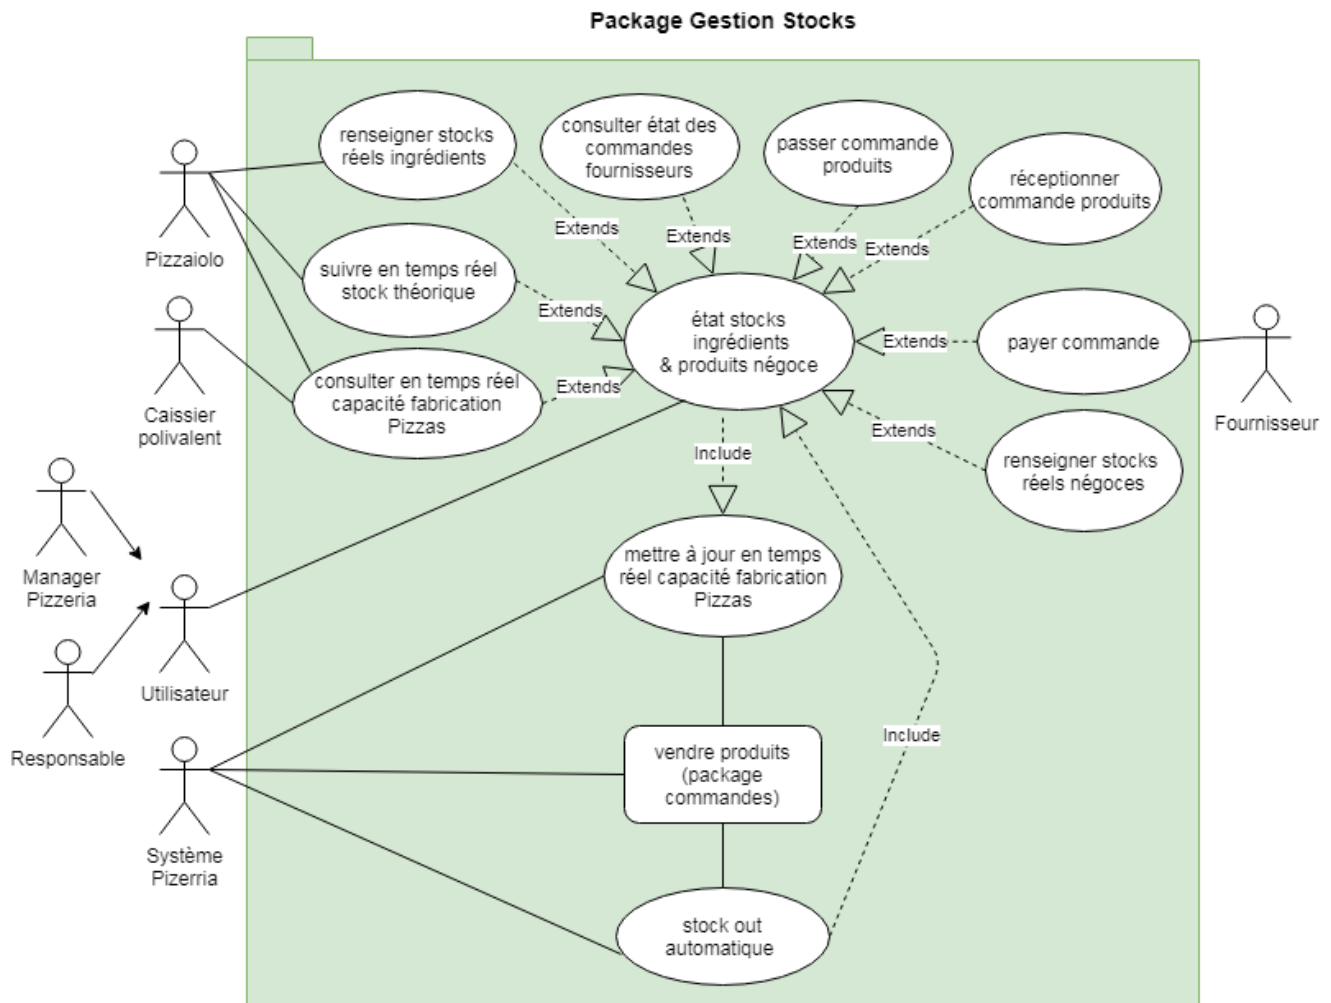 Package Gestion Stocks
renseigner stocks
réels ingrédients
consulter état des
commandes
fournisseurs
passer commande
produits
réceptionner
commande produits
Extends
Extends
Extends
Extends
Pizzaiolo
suivre en temps réel
stock théorique
Extends
état stocks
ingrédients
& produits négoce
Extends
payer commande
Fournisseur
Caissier
polivalent
consulter en temps réel
capacité fabrication
Pizzas
Extends
Extends
renseigner stocks
réels négoces
Include
Manager
Pizzeria
mettre à jour en temps
réel capacité fabrication
Pizzas
Utilisateur
Responsable
Include
vendre produits
(package
commandes)
Système
Pizerria
stock out
automatique